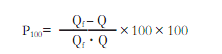 P100= Qf – Q / Qf · Q × 100 × 100